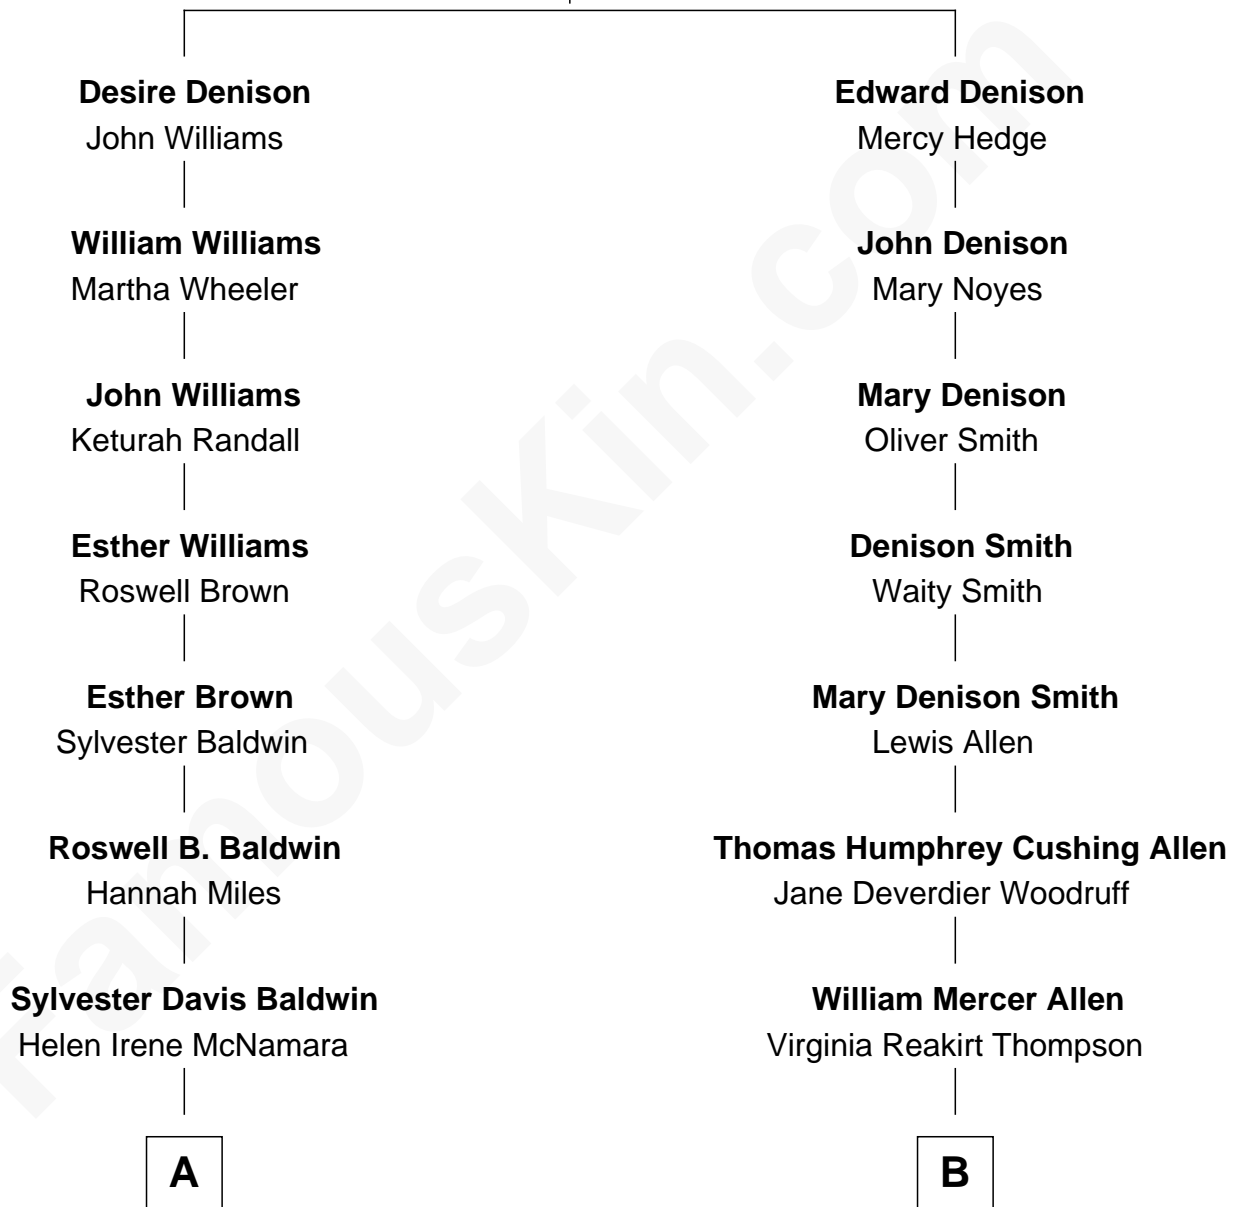 Desire Denison
John Williams
Edward Denison
Mercy Hedge
William Williams
Martha Wheeler
John Denison
Mary Noyes
John Williams
Keturah Randall
Mary Denison
Oliver Smith
Esther Williams
Roswell Brown
Denison Smith
Waity Smith
Esther Brown
Sylvester Baldwin
Mary Denison Smith
Lewis Allen
Roswell B. Baldwin
Hannah Miles
Thomas Humphrey Cushing Allen
Jane Deverdier Woodruff
Sylvester Davis Baldwin
Helen Irene McNamara
William Mercer Allen
Virginia Reakirt Thompson
A
B
FamousKin.com